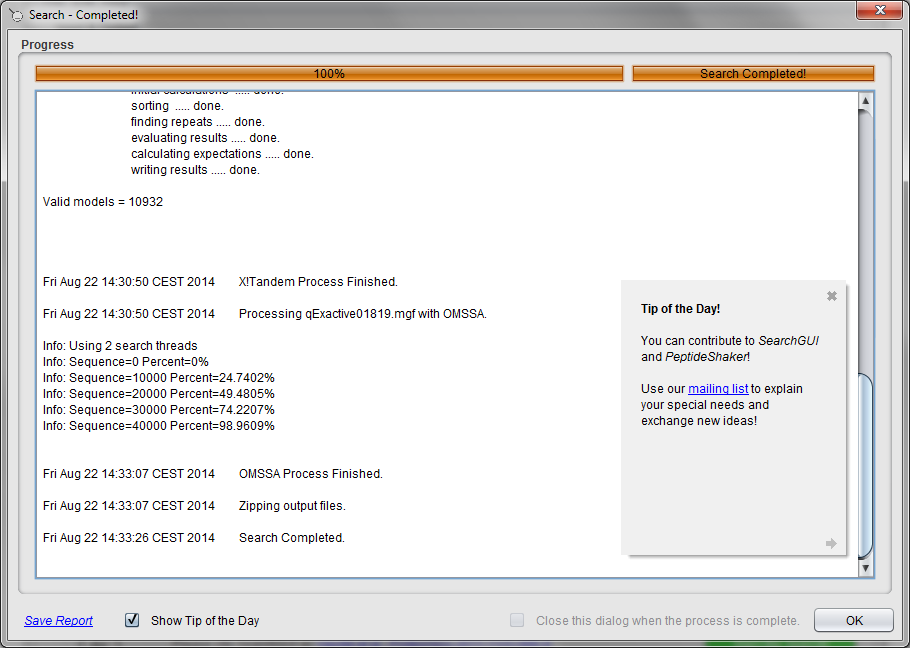 Search - Completed!
Progress
100%
Search Completed!
initial calculations ..... done.
sorting ..... done.
finding repeats ..... done.
evaluating results ..... done.
calculating expectations ..... done.
writing results ..... done.
Valid models = 10932
Fri Aug 22 14:30:50 CEST 2014 X!Tandem Process Finished.
Fri Aug 22 14:30:50 CEST 2014 Processing qExactive01819.mgf with OMSSA.
Info: Using 2 search threads
Info: Sequence=0 Percent=0%
Info: Sequence=10000 Percent=24.7402%
Info: Sequence=20000 Percent=49.4805%
Info: Sequence=30000 Percent=74.2207%
Info: Sequence=40000 Percent=98.9609%
Fri Aug 22 14:33:07 CEST 2014 OMSSA Process Finished.
Fri Aug 22 14:33:07 CEST 2014 Zipping output files.
Fri Aug 22 14:33:26 CEST 2014 Search Completed.
Tip of the Day!
You can contribute to SearchGUI
and PeptideShaker!
Use our mailing list to explain
your special needs and
exchange new ideas!
Save Report
Show Tip of the Day
Close this dialog when the process is complete.
OK